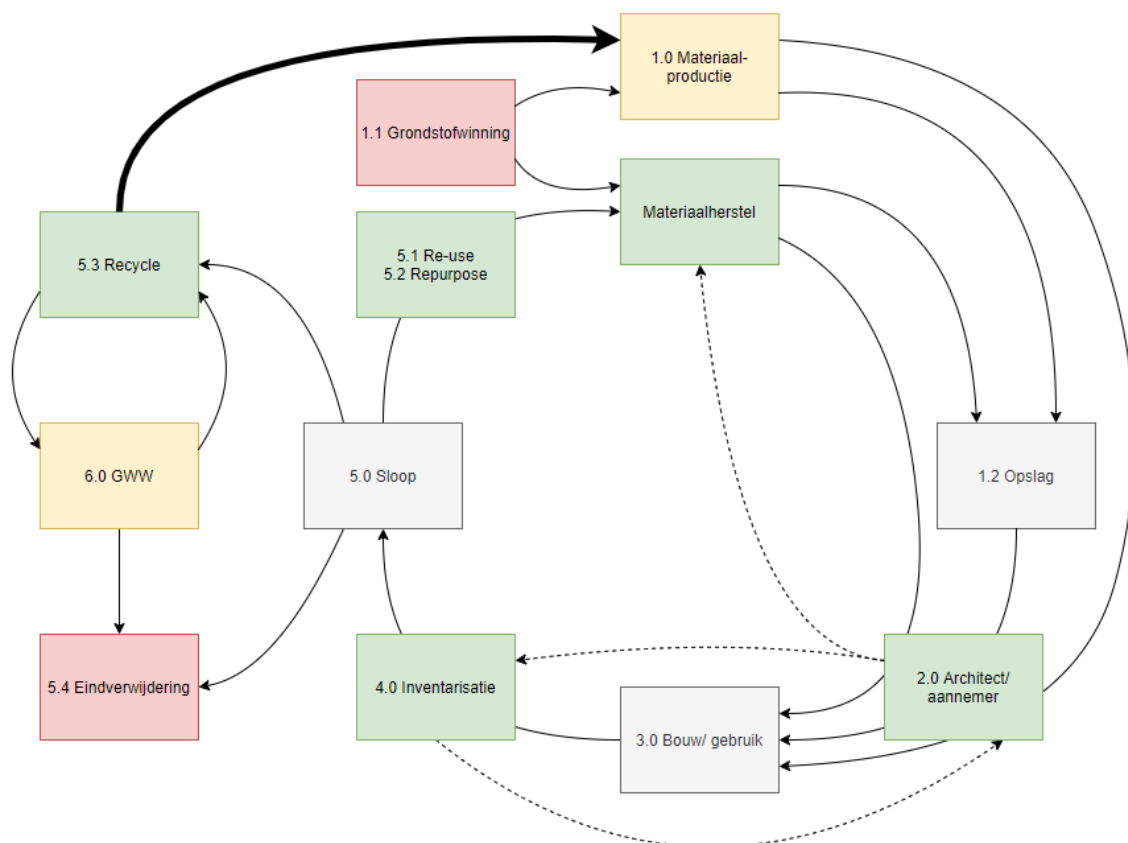 1.0 Materiaal-
productie
1.1 Grondstofwinning
Materiaalherstel
5.3 Recycle
5.1 Re-use
5.2 Repurpose
6.0 GWW
5.0 Sloop
1.2 Opslag
5.4 Eindverwijdering
4.0 Inventarisatie
3.0 Bouw/ gebruik
2.0 Architect/
aannemer